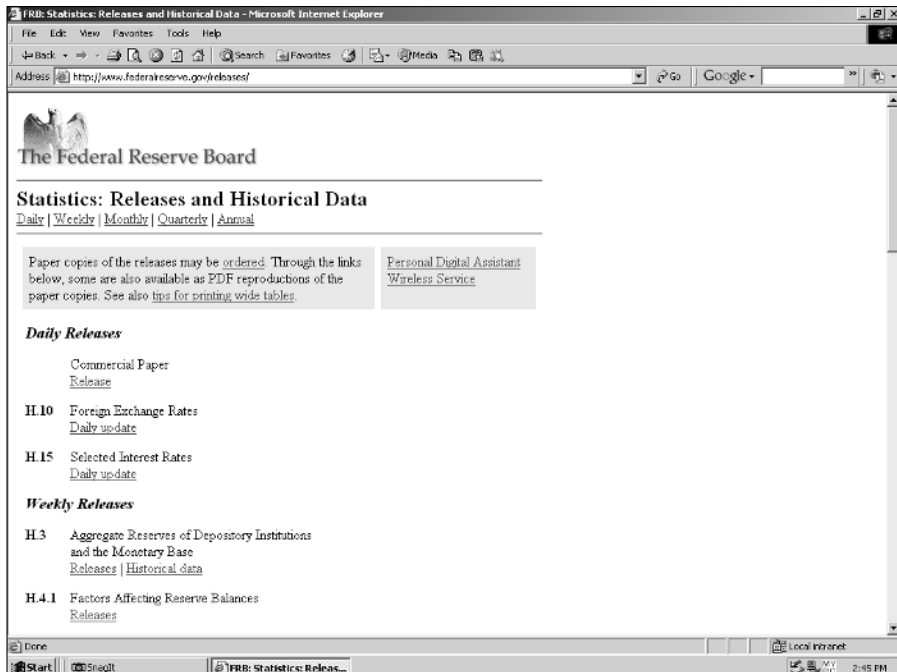 FRB: Statistics: Releases and Historical Data - Microsoft Internet Explorer
File Edit View Favorites Tools Help
Back Search Favorites Media
Address http://www.federalreserve.gov/releases/ Go Google
The Federal Reserve Board
Statistics: Releases and Historical Data
Daily | Weekly | Monthly | Quarterly | Annual
Paper copies of the releases may be ordered. Through the links
below, some are also available as PDF reproductions of the
paper copies. See also tips for printing wide tables.
Personal Digital Assistant
Wireless Service
Daily Releases
Commercial Paper
Release
H.10 Foreign Exchange Rates
Daily update
H.15 Selected Interest Rates
Daily update
Weekly Releases
H.3 Aggregate Reserves of Depository Institutions
and the Monetary Base
Releases | Historical data
H.4.1 Factors Affecting Reserve Balances
Releases
Done Local intranet
Start SnagIt FRB: Statistics: Releas... 2:45 PM